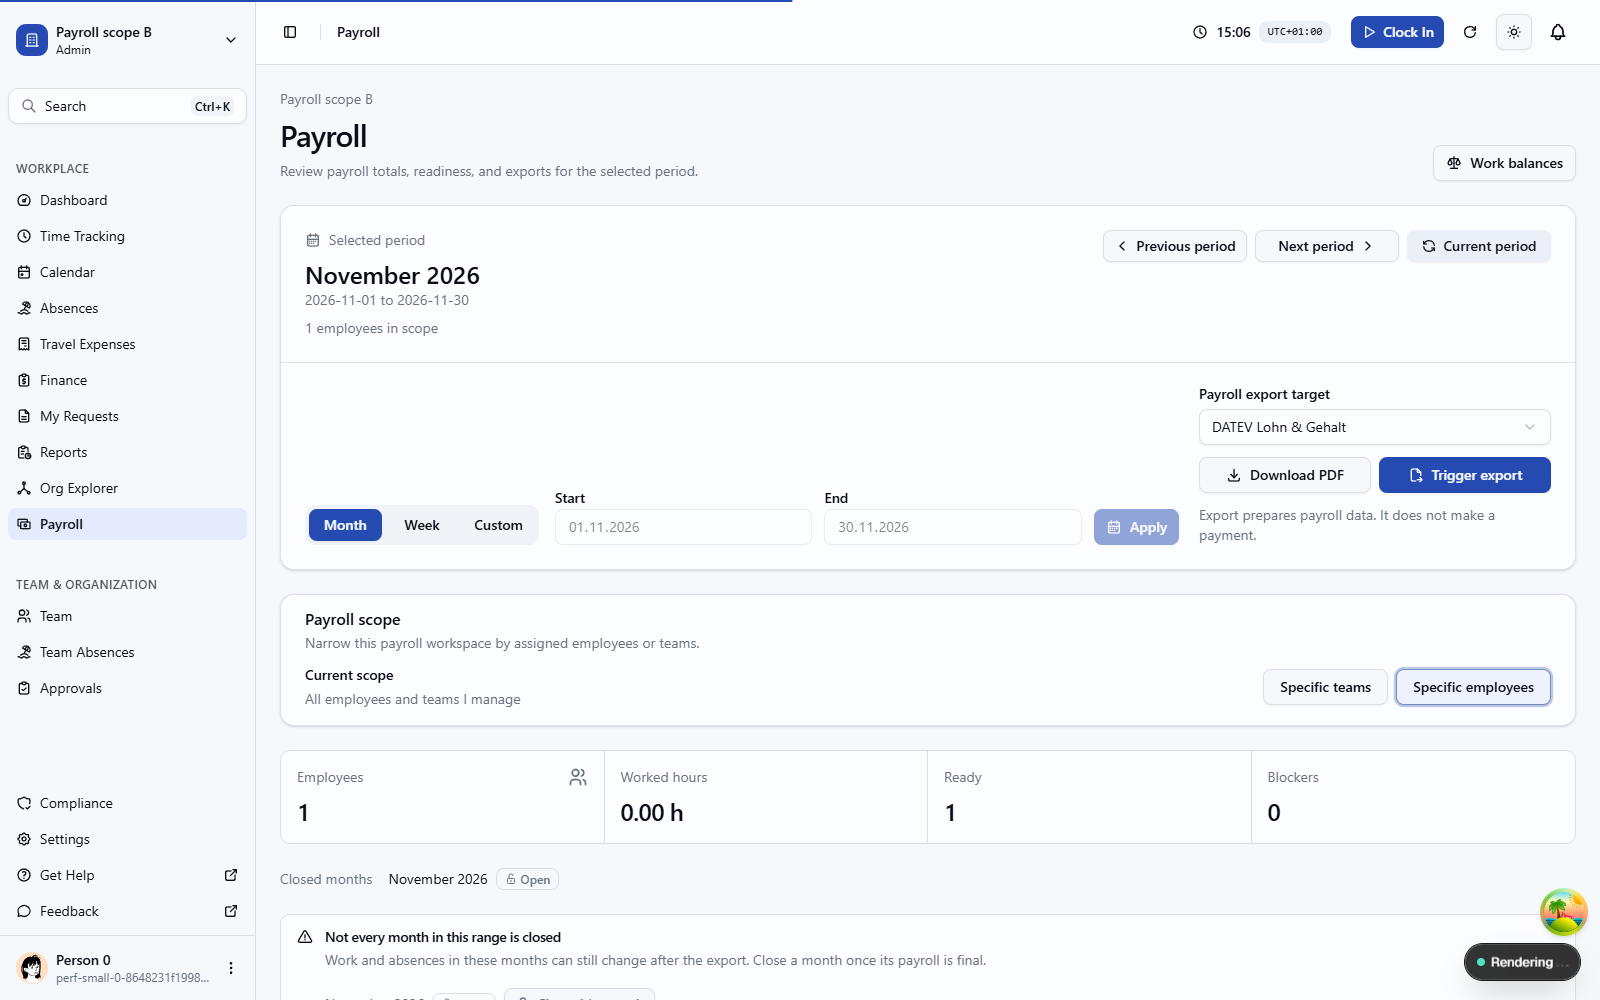 Payroll scope B
Admin
Search
Ctrl+K
WORKPLACE
Dashboard
Time Tracking
Calendar
Absences
Travel Expenses
Finance
My Requests
Reports
Org Explorer
Payroll
TEAM & ORGANIZATION
Team
Team Absences
Approvals
Compliance
Settings
Get Help
Feedback
Person 0
perf-small-0-8648231f1998...
Payroll
15:06
UTC+01:00
Clock In
Payroll scope B
Payroll
Review payroll totals, readiness, and exports for the selected period.
Work balances
Selected period
November 2026
2026-11-01 to 2026-11-30
1 employees in scope
Previous period
Next period
Current period
Payroll export target
DATEV Lohn & Gehalt
Download PDF
Trigger export
Export prepares payroll data. It does not make a
payment.
Month
Week
Custom
Start
01.11.2026
End
30.11.2026
Apply
Payroll scope
Narrow this payroll workspace by assigned employees or teams.
Current scope
All employees and teams I manage
Specific teams
Specific employees
Employees
1
Worked hours
0.00 h
Ready
1
Blockers
0
Closed months
November 2026
Open
Not every month in this range is closed
Work and absences in these months can still change after the export. Close a month once its payroll is final.
Rendering ...